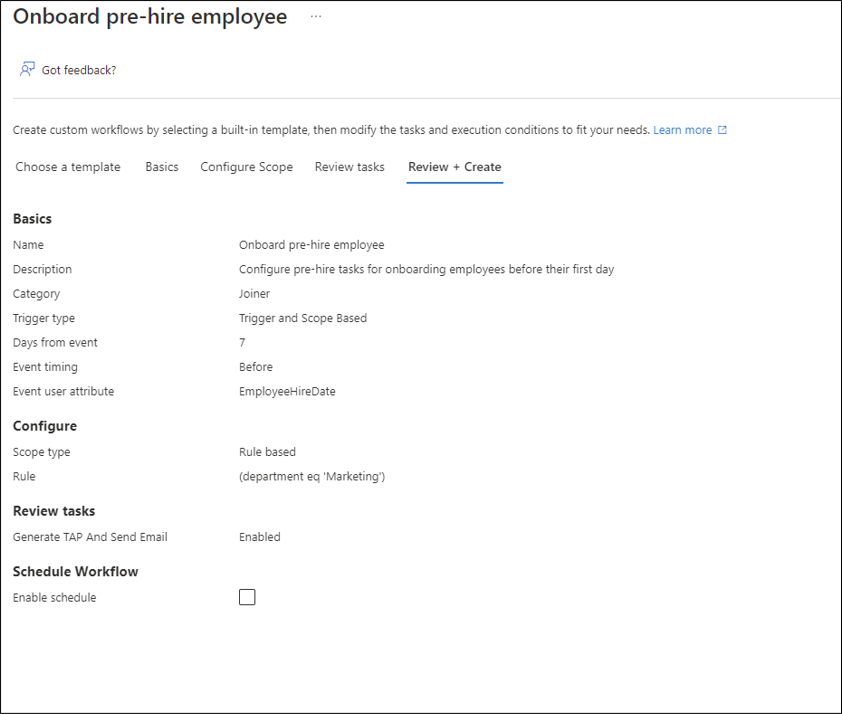 Onboard pre-hire employee ...
Got feedback?
Create custom workflows by selecting a built-in template, then modify the tasks and execution conditions to fit your needs. Learn more
Choose a template Basics Configure Scope Review tasks Review + Create
Basics
Name Onboard pre-hire employee
Description Configure pre-hire tasks for onboarding employees before their first day
Category Joiner
Trigger type Trigger and Scope Based
Days from event 7
Event timing Before
Event user attribute EmployeeHireDate
Configure
Scope type Rule based
Rule (department eq 'Marketing')
Review tasks
Generate TAP And Send Email Enabled
Schedule Workflow
Enable schedule